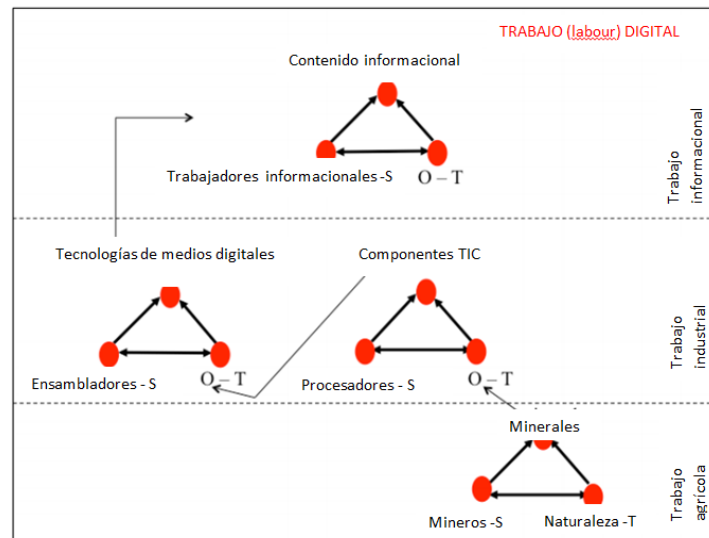 TRABAJO (labour) DIGITAL
Contenido informacional
Trabajadores informacionales -S
O – T
Trabajo
informacional
Tecnologías de medios digitales
Componentes TIC
Ensambladores - S
O – T
Procesadores - S
O – T
Trabajo
industrial
Minerales
Mineros -S
Naturaleza -T
Trabajo
agrícola